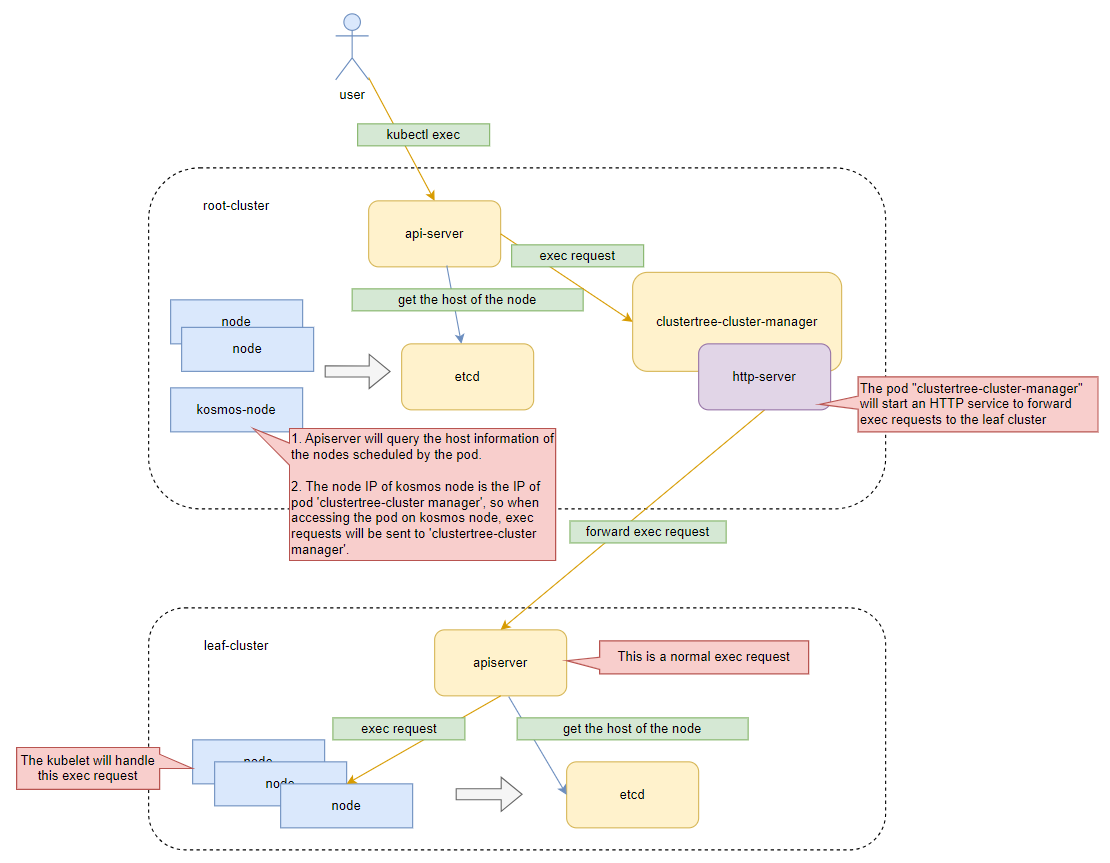 user
kubectl exec
root-cluster
api-server
exec request
get the host of the node
clustertree-cluster-manager
node
node
etcd
http-server
kosmos-node
The pod "clustertree-cluster-manager"
will start an HTTP service to forward
exec requests to the leaf cluster
1. Apiserver will query the host information of
the nodes scheduled by the pod.
2. The node IP of kosmos node is the IP of
pod 'clustertree-cluster manager', so when
accessing the pod on kosmos node, exec
requests will be sent to 'clustertree-cluster
manager'.
forward exec request
leaf-cluster
apiserver
This is a normal exec request
exec request
get the host of the node
The kubelet will handle
this exec request
node
node
node
etcd